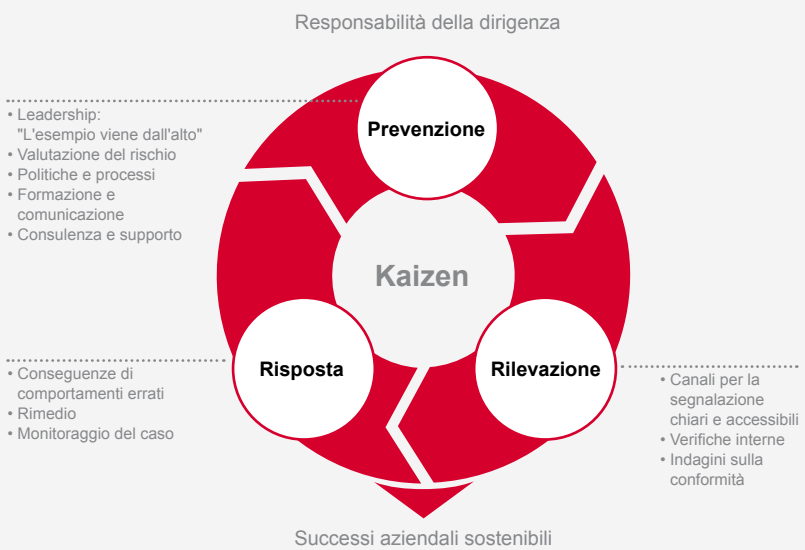 Responsabilità della dirigenza
Prevenzione
• Leadership:
"L'esempio viene dall'alto"
• Valutazione del rischio
• Politiche e processi
• Formazione e
comunicazione
• Consulenza e supporto
Kaizen
Risposta
Rilevazione
• Conseguenze di
comportamenti errati
• Rimedio
• Monitoraggio del caso
• Canali per la
segnalazione
chiari e accessibili
• Verifiche interne
• Indagini sulla
conformità
Successi aziendali sostenibili